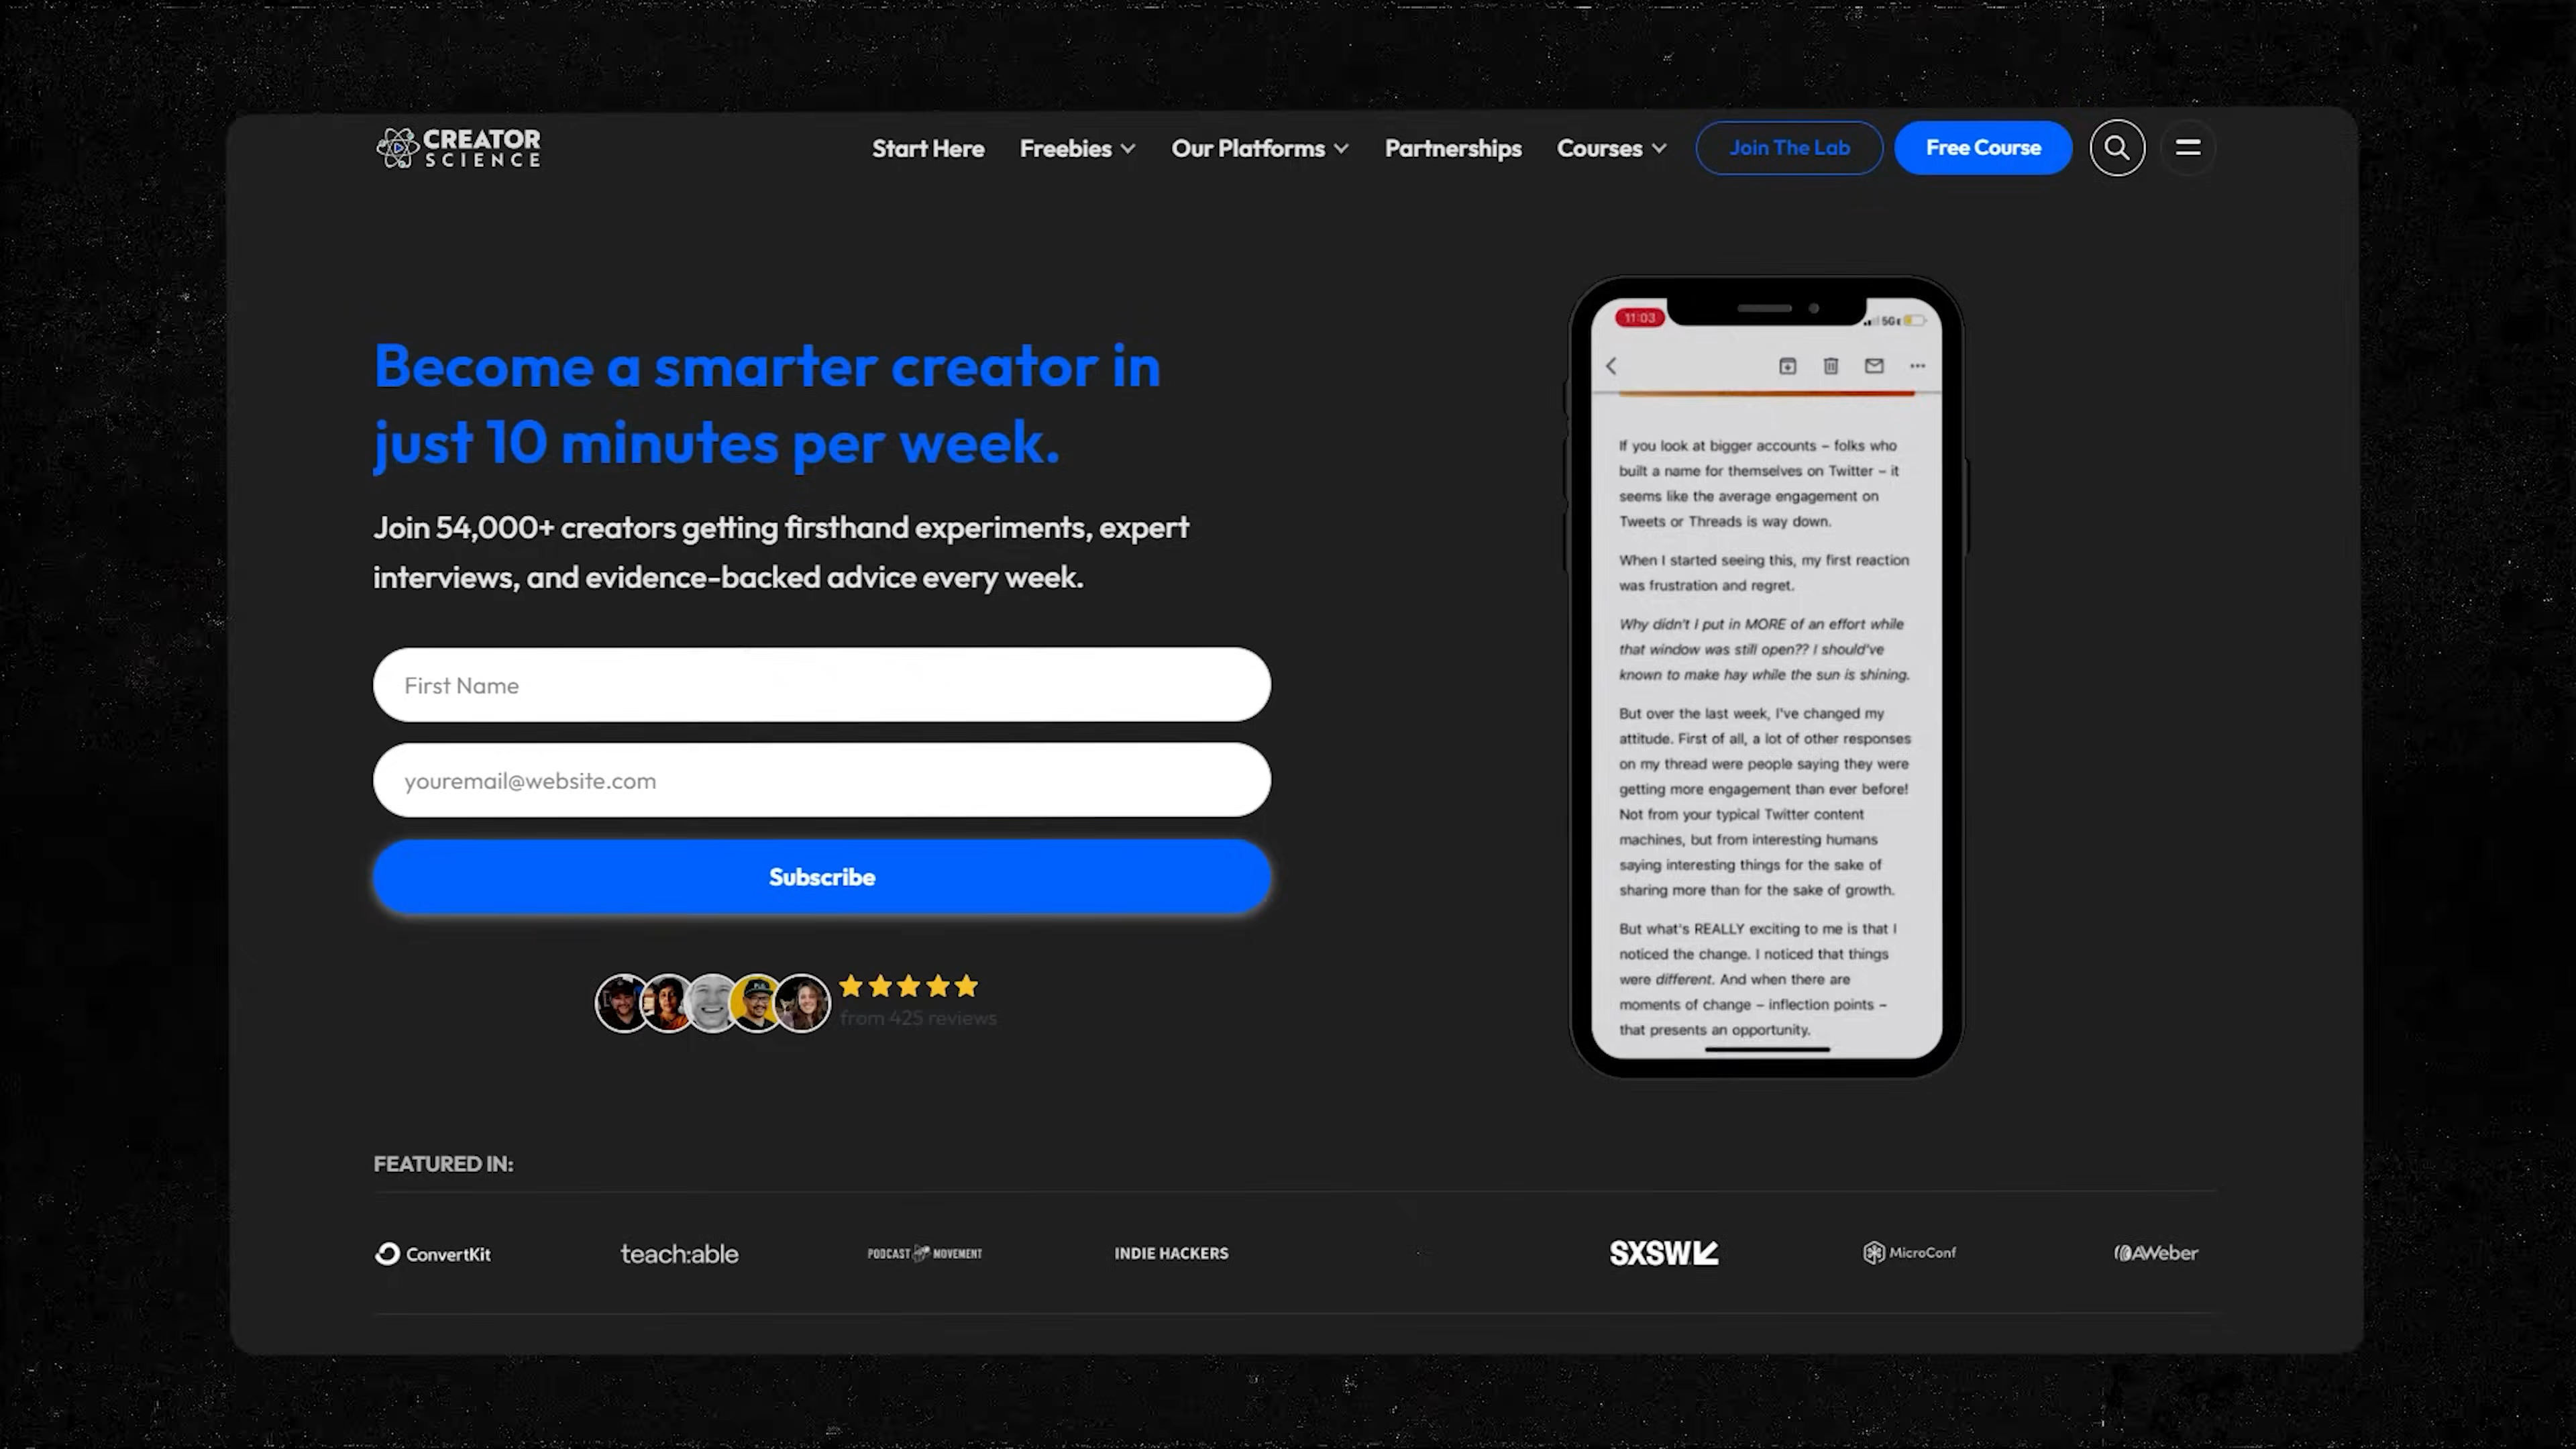 CREATOR
SCIENCE
Start Here
Freebies
Our Platforms
Partnerships
Courses
Join The Lab
Free Course
Become a smarter creator in
just 10 minutes per week.
Join 54,000+ creators getting firsthand experiments, expert
interviews, and evidence-backed advice every week.
First Name
youremail@website.com
Subscribe
from 425 reviews
11:03
5GE
If you look at bigger accounts – folks who
built a name for themselves on Twitter – it
seems like the average engagement on
Tweets or Threads is way down.
When I started seeing this, my first reaction
was frustration and regret.
Why didn't I put in MORE of an effort while
that window was still open?? I should've
known to make hay while the sun is shining.
But over the last week, I've changed my
attitude. First of all, a lot of other responses
on my thread were people saying they were
getting more engagement than ever before!
Not from your typical Twitter content
machines, but from interesting humans
saying interesting things for the sake of
sharing more than for the sake of growth.
But what's REALLY exciting to me is that I
noticed the change. I noticed that things
were different. And when there are
moments of change – inflection points –
that presents an opportunity.
FEATURED IN:
ConvertKit
teach:able
PODCAST MOVEMENT
INDIE HACKERS
SXSW
MicroConf
AWeber